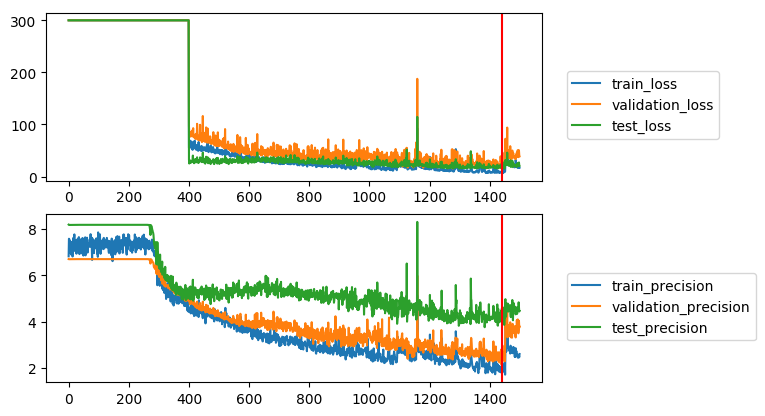 300
200
100
0
0 200 400 600 800 1000 1200 1400
train_loss
validation_loss
test_loss
8
6
4
2
0 200 400 600 800 1000 1200 1400
train_precision
validation_precision
test_precision